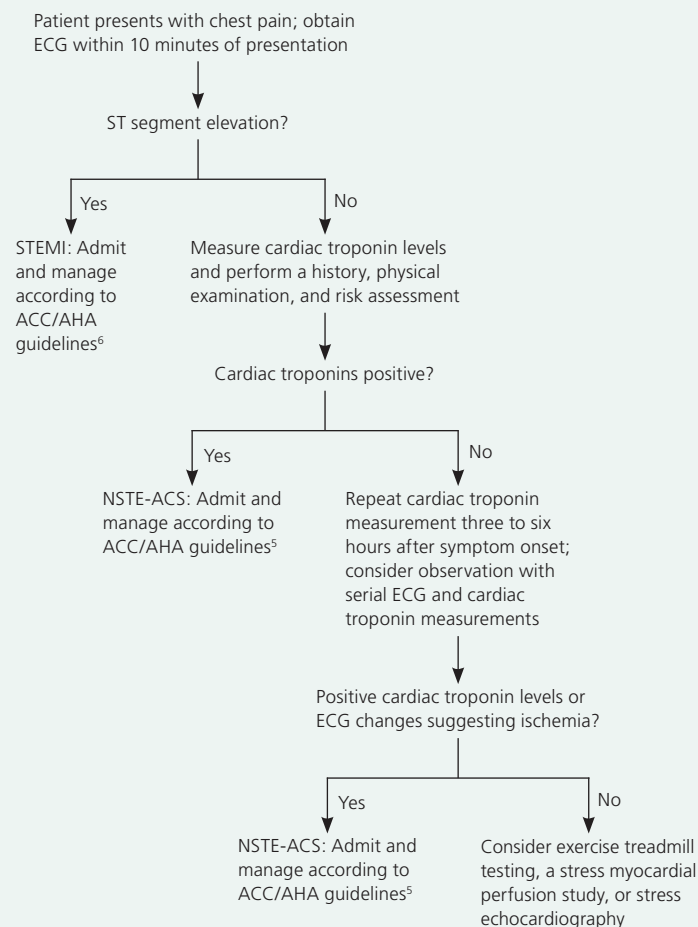 Patient presents with chest pain; obtain
ECG within 10 minutes of presentation
ST segment elevation?
Yes
No
STEMI: Admit
and manage
according to
ACC/AHA
guidelines⁶
Measure cardiac troponin levels
and perform a history, physical
examination, and risk assessment
Cardiac troponins positive?
Yes
No
NSTE-ACS: Admit and
manage according to
ACC/AHA guidelines⁵
Repeat cardiac troponin
measurement three to six
hours after symptom onset;
consider observation with
serial ECG and cardiac
troponin measurements
Positive cardiac troponin levels or
ECG changes suggesting ischemia?
Yes
No
NSTE-ACS: Admit and
manage according to
ACC/AHA guidelines⁵
Consider exercise treadmill
testing, a stress myocardial
perfusion study, or stress
echocardiography